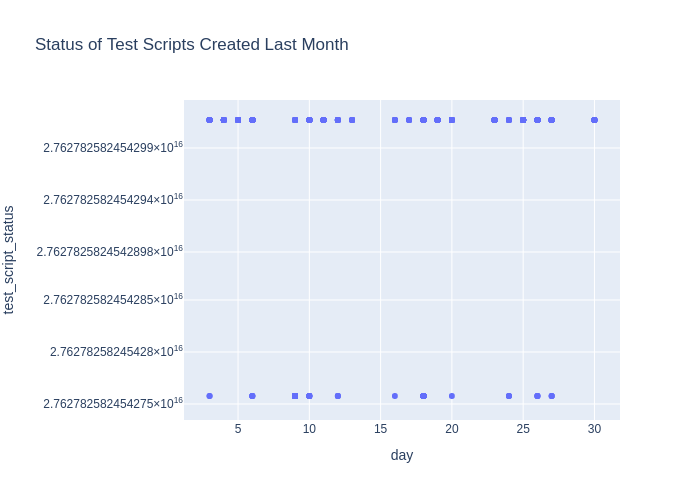 Status of Test Scripts Created Last Month
test_script_status
2.762782582454299×10¹⁶
2.762782582454294×10¹⁶
2.7627825824542898×10¹⁶
2.762782582454285×10¹⁶
2.76278258245428×10¹⁶
2.762782582454275×10¹⁶
5 10 15 20 25 30
day